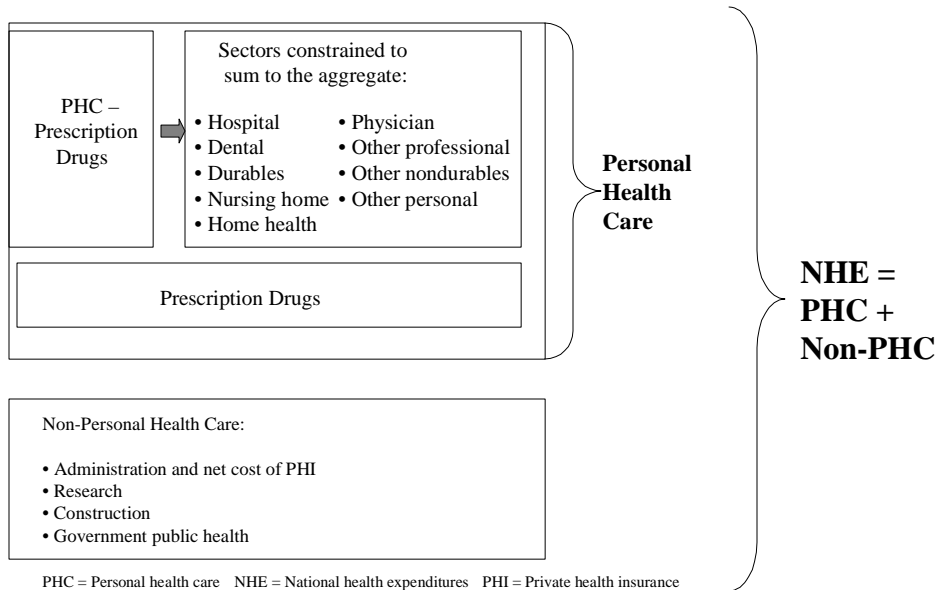 PHC –
Prescription
Drugs
Sectors constrained to
sum to the aggregate:
• Hospital
• Dental
• Durables
• Nursing home
• Home health
• Physician
• Other professional
• Other nondurables
• Other personal
Prescription Drugs
Personal
Health
Care
NHE =
PHC +
Non-PHC
Non-Personal Health Care:
• Administration and net cost of PHI
• Research
• Construction
• Government public health
PHC = Personal health care NHE = National health expenditures PHI = Private health insurance